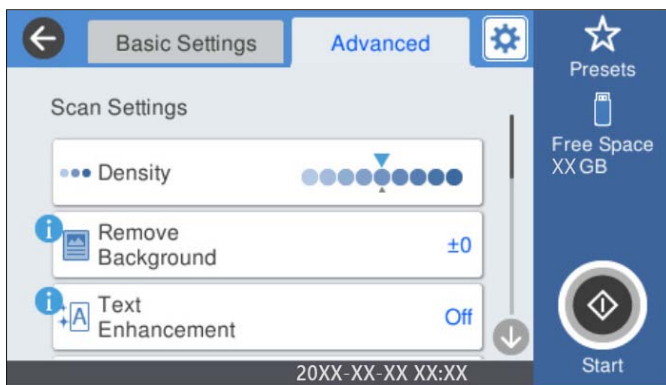 Basic Settings
Advanced
Presets
Scan Settings
Free Space
XX GB
Density
Remove
Background
±0
Text
Enhancement
Off
Start
20XX-XX-XX XX:XX